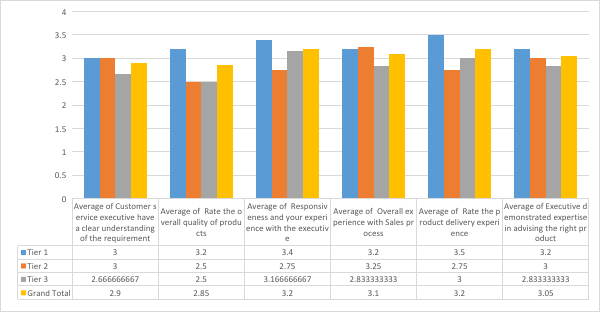 4
3.5
3
2.5
2
1.5
1
0.5
0
Average of Customer s
ervice executive have
a clear understanding
of the requirement
Average of  Rate the o
verall quality of produ
cts
Average of  Responsiv
eness and your experi
ence with the executiv
e
Average of  Overall ex
perience with Sales pr
ocess
Average of  Rate the p
roduct delivery experi
ence
Average of Executive d
emonstrated expertise
in advising the right pr
oduct
Tier 1 3 3.2 3.4 3.2 3.5 3.2
Tier 2 3 2.5 2.75 3.25 2.75 3
Tier 3 2.666666667 2.5 3.166666667 2.833333333 3 2.833333333
Grand Total 2.9 2.85 3.2 3.1 3.2 3.05